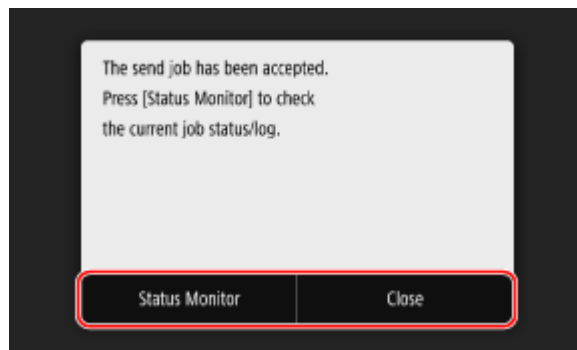 The send job has been accepted.
Press [Status Monitor] to check
the current job status/log.
Status Monitor
Close